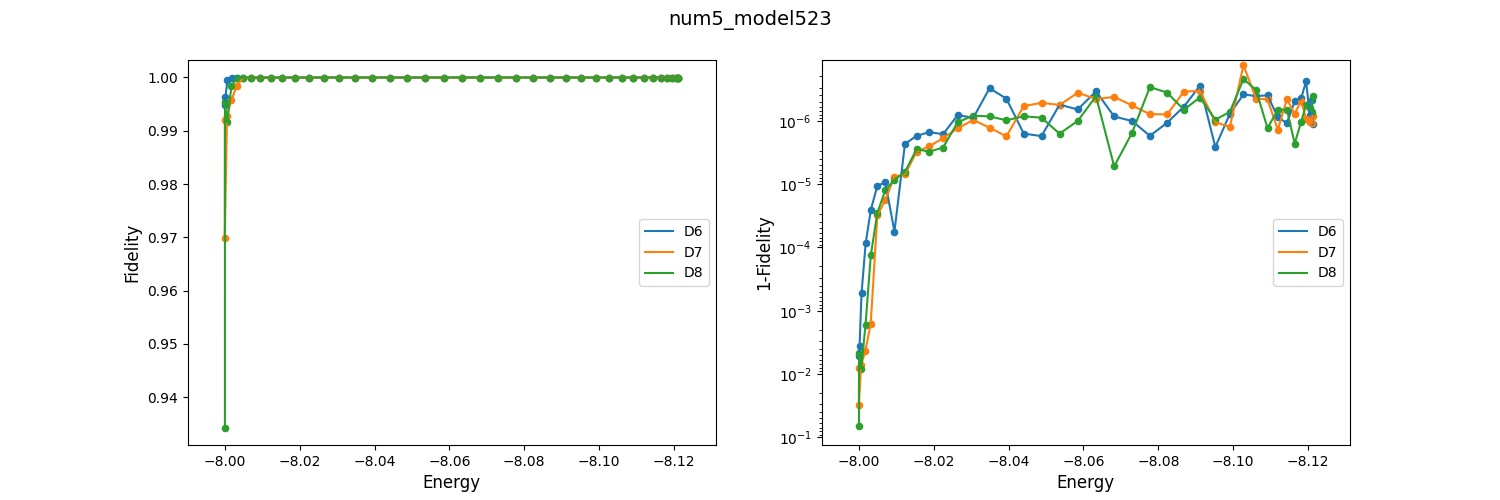 num5_model523
Fidelity
1.00
0.99
0.98
0.97
0.96
0.95
0.94
−8.00
−8.02
−8.04
−8.06
−8.08
−8.10
−8.12
Energy
D6
D7
D8
1-Fidelity
10⁻⁶
10⁻⁵
10⁻⁴
10⁻³
10⁻²
10⁻¹
−8.00
−8.02
−8.04
−8.06
−8.08
−8.10
−8.12
Energy
D6
D7
D8